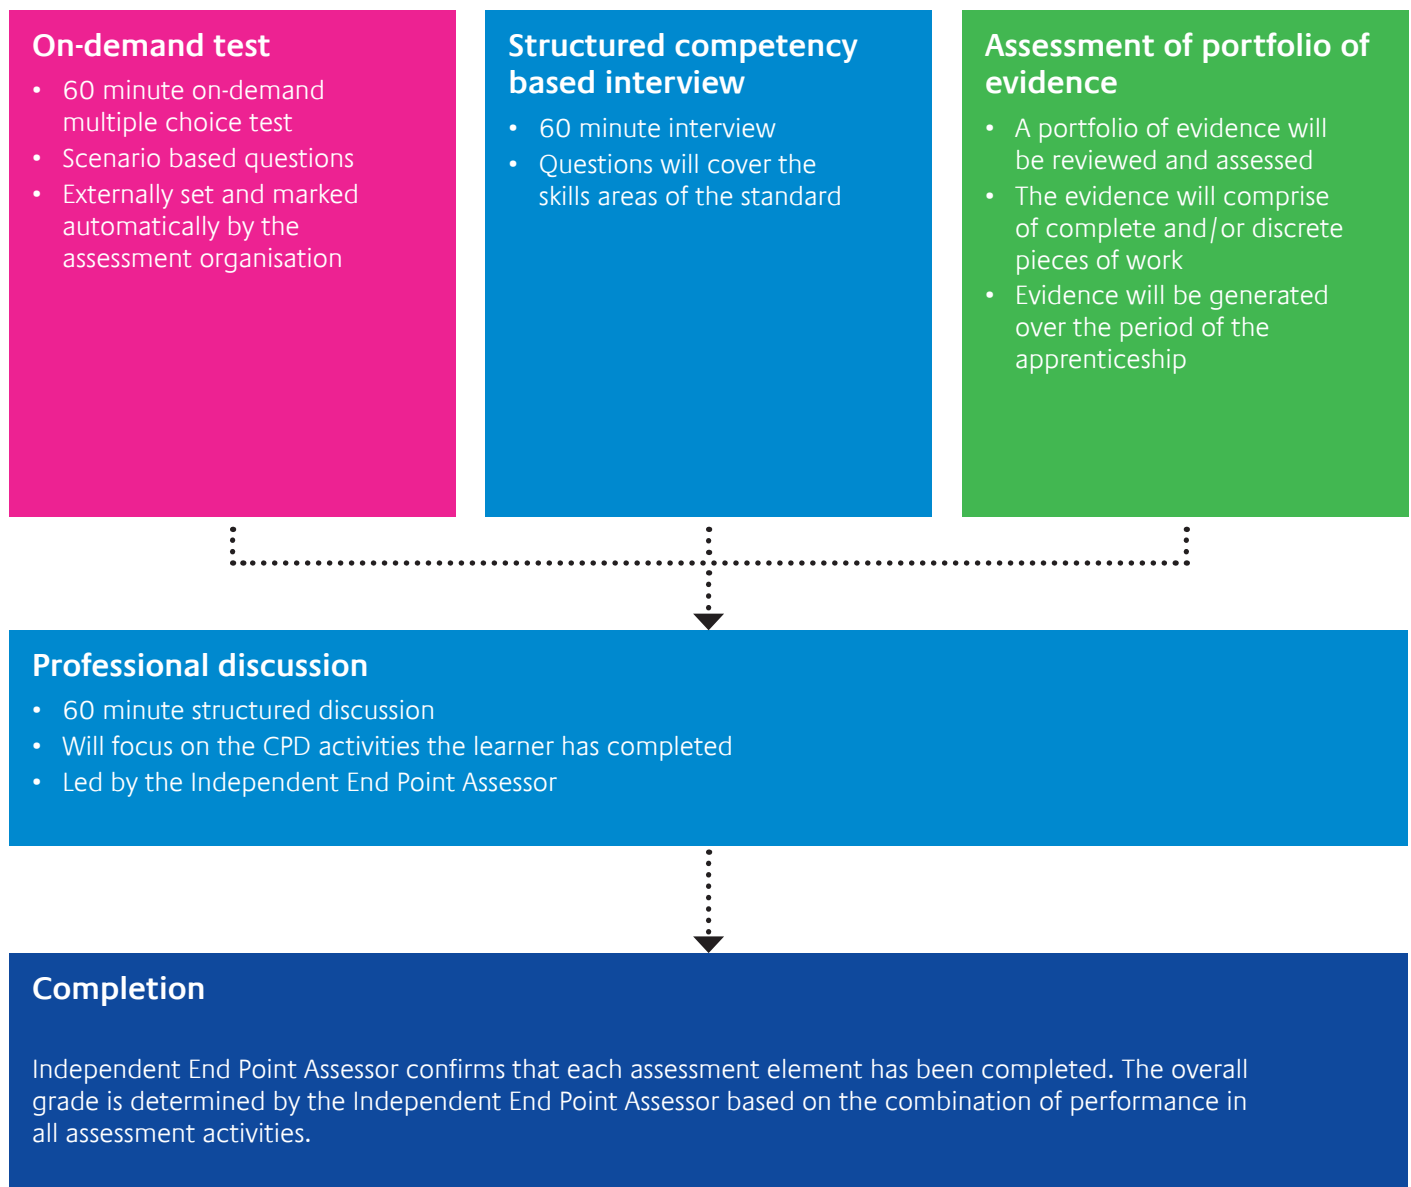 On-demand test
• 60 minute on-demand
multiple choice test
• Scenario based questions
• Externally set and marked
automatically by the
assessment organisation
Structured competency
based interview
• 60 minute interview
• Questions will cover the
skills areas of the standard
Assessment of portfolio of
evidence
• A portfolio of evidence will
be reviewed and assessed
• The evidence will comprise
of complete and/or discrete
pieces of work
• Evidence will be generated
over the period of the
apprenticeship
Professional discussion
• 60 minute structured discussion
• Will focus on the CPD activities the learner has completed
• Led by the Independent End Point Assessor
Completion
Independent End Point Assessor confirms that each assessment element has been completed. The overall
grade is determined by the Independent End Point Assessor based on the combination of performance in
all assessment activities.